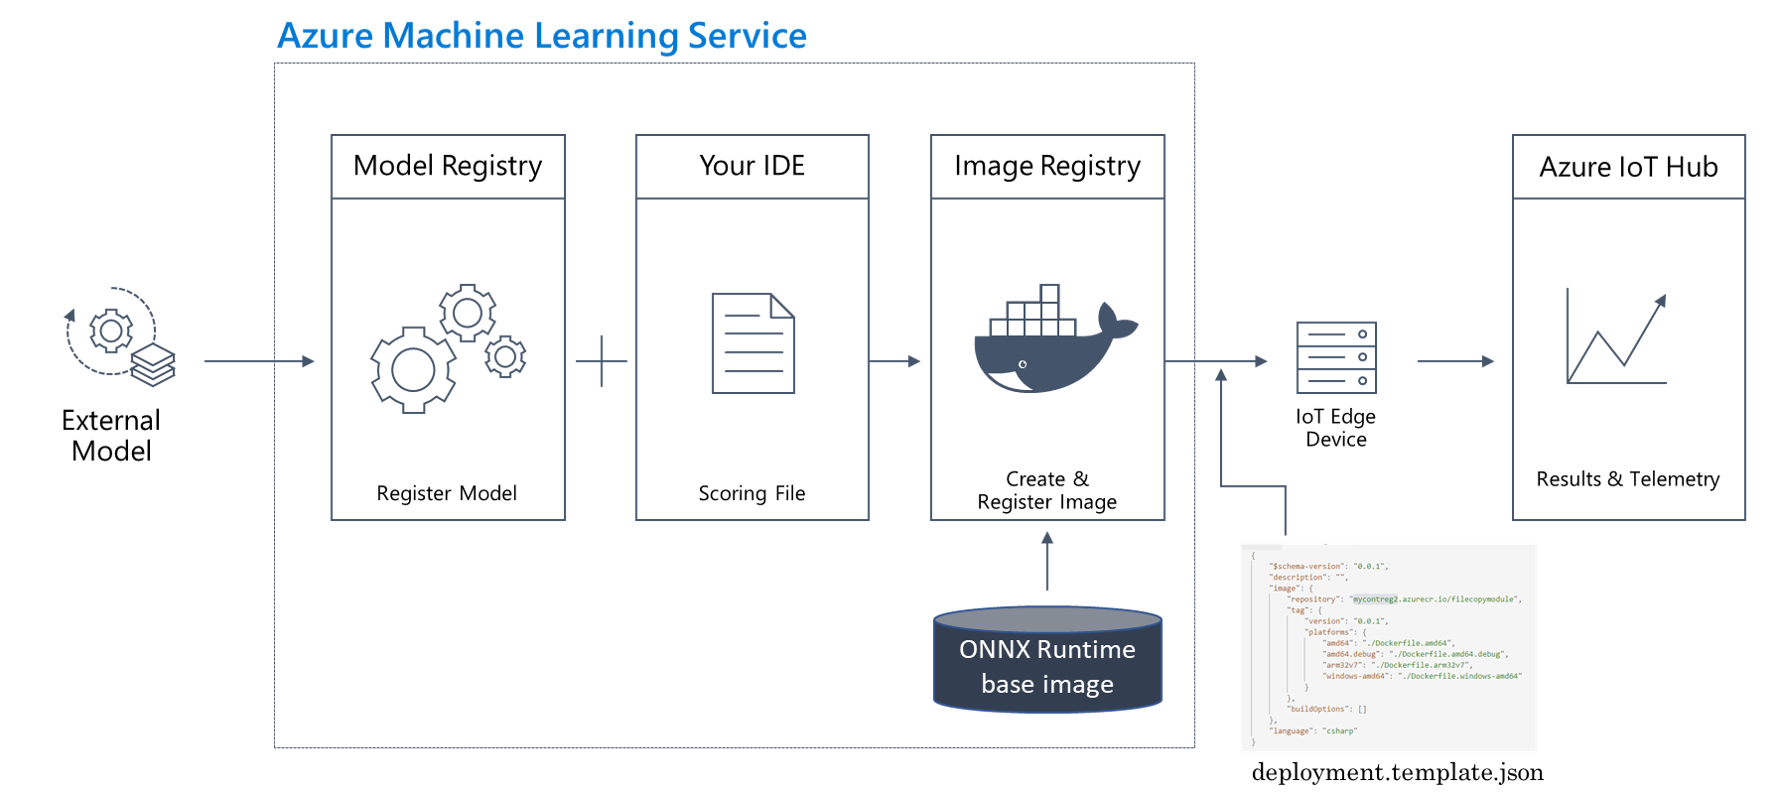 Azure Machine Learning Service
Model Registry
Your IDE
Image Registry
Azure IoT Hub
External
Model
IoT Edge
Device
Register Model
Scoring File
Create &
Register Image
Results & Telemetry
ONNX Runtime
base image
{
"$schema-version": "0.0.1",
"description": "",
"image": {
"repository": "mycontreg2.azurecr.io/filecopymodule",
"tag": {
"version": "0.0.1",
"platforms": {
"amd64": "./Dockerfile.amd64",
"amd64.debug": "./Dockerfile.amd64.debug",
"arm32v7": "./Dockerfile.arm32v7",
"windows-amd64": "./Dockerfile.windows-amd64"
}
},
"buildOptions": []
},
"language": "csharp"
}
deployment.template.json